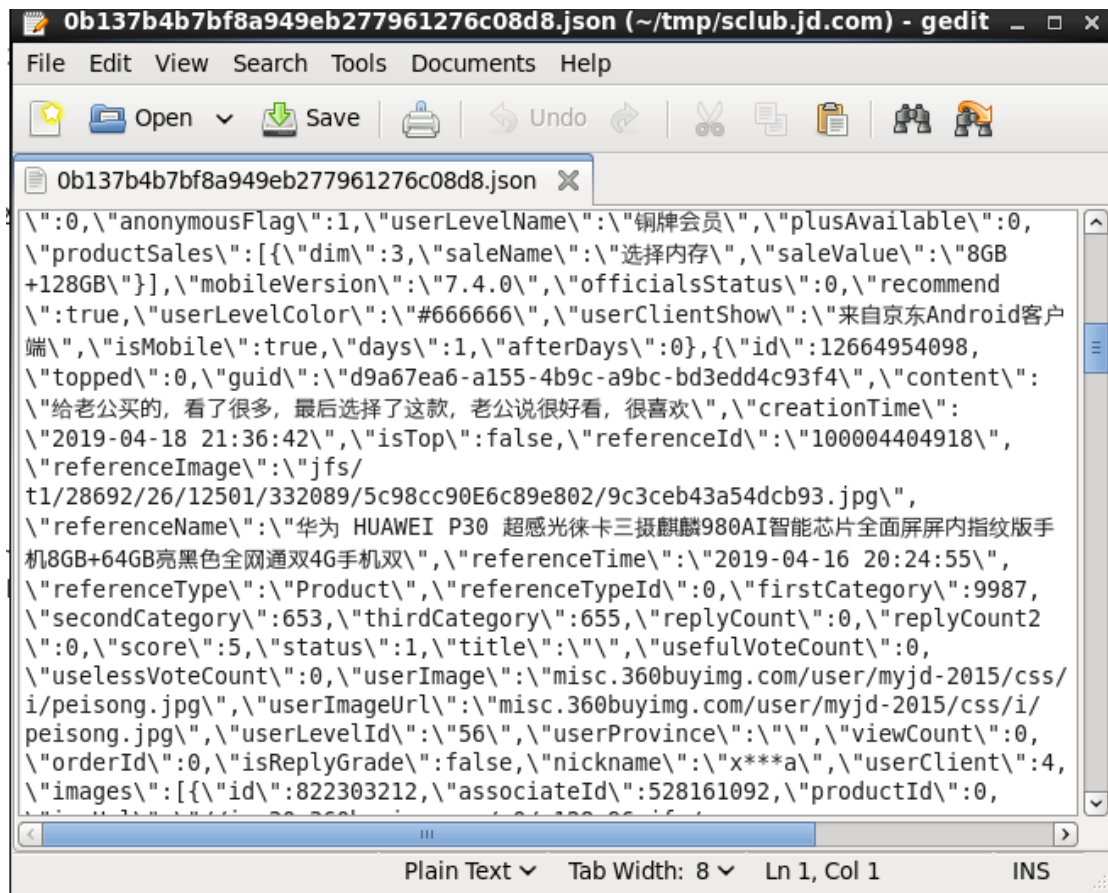 0b137b4b7bf8a949eb277961276c08d8.json (~/tmp/sclub.jd.com) - gedit
File Edit View Search Tools Documents Help
Open Save Undo
0b137b4b7bf8a949eb277961276c08d8.json
\":0,\"anonymousFlag\":1,\"userLevelName\":\"铜牌会员\",\"plusAvailable\":0,
\"productSales\":[{\"dim\":3,\"saleName\":\"选择内存\",\"saleValue\":\"8GB
+128GB\"}],\"mobileVersion\":\"7.4.0\",\"officialsStatus\":0,\"recommend
\":true,\"userLevelColor\":\"#666666\",\"userClientShow\":\"来自京东Android客户
端\",\"isMobile\":true,\"days\":1,\"afterDays\":0},{\"id\":12664954098,
\"topped\":0,\"guid\":\"d9a67ea6-a155-4b9c-a9bc-bd3edd4c93f4\",\"content\":
\"给老公买的，看了很多，最后选择了这款，老公说很好看，很喜欢\",\"creationTime\":
\"2019-04-18 21:36:42\",\"isTop\":false,\"referenceId\":\"100004404918\",
\"referenceImage\":\"jfs/
t1/28692/26/12501/332089/5c98cc90E6c89e802/9c3ceb43a54dcb93.jpg\",
\"referenceName\":\"华为 HUAWEI P30 超感光徕卡三摄麒麟980AI智能芯片全面屏屏内指纹版手
机8GB+64GB亮黑色全网通双4G手机双\",\"referenceTime\":\"2019-04-16 20:24:55\",
\"referenceType\":\"Product\",\"referenceTypeId\":0,\"firstCategory\":9987,
\"secondCategory\":653,\"thirdCategory\":655,\"replyCount\":0,\"replyCount2
\":0,\"score\":5,\"status\":1,\"title\":\"\",\"usefulVoteCount\":0,
\"uselessVoteCount\":0,\"userImage\":\"misc.360buyimg.com/user/myjd-2015/css/
i/peisong.jpg\",\"userImageUrl\":\"misc.360buyimg.com/user/myjd-2015/css/i/
peisong.jpg\",\"userLevelId\":\"56\",\"userProvince\":\"\",\"viewCount\":0,
\"orderId\":0,\"isReplyGrade\":false,\"nickname\":\"x***a\",\"userClient\":4,
\"images\":[{\"id\":822303212,\"associateId\":528161092,\"productId\":0,
Plain Text Tab Width: 8 Ln 1, Col 1 INS